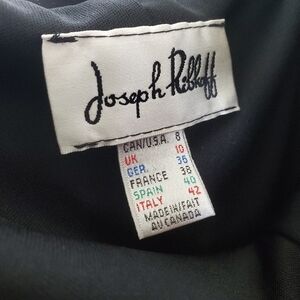 Joseph Ribkoff
CAN/U.S.A. 8
UK 10
GER. 36
FRANCE 38
SPAIN 40
ITALY 42
MADE IN/FAIT
AU CANADA